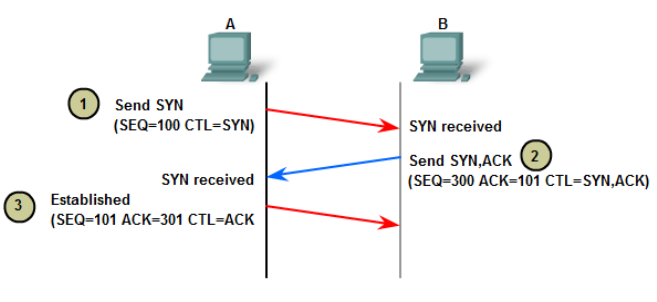 A
B
1
Send SYN
(SEQ=100 CTL=SYN)
SYN received
Send SYN,ACK
2
(SEQ=300 ACK=101 CTL=SYN,ACK)
SYN received
3
Established
(SEQ=101 ACK=301 CTL=ACK